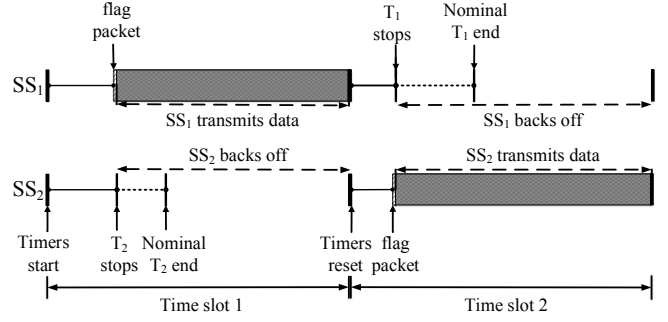 flag
packet
T1
stops
Nominal
T1 end
SS1
SS1 transmits data
SS1 backs off
SS2 backs off
SS2 transmits data
SS2
Timers
start
T2
stops
Nominal
T2 end
Timers
reset
flag
packet
Time slot 1
Time slot 2